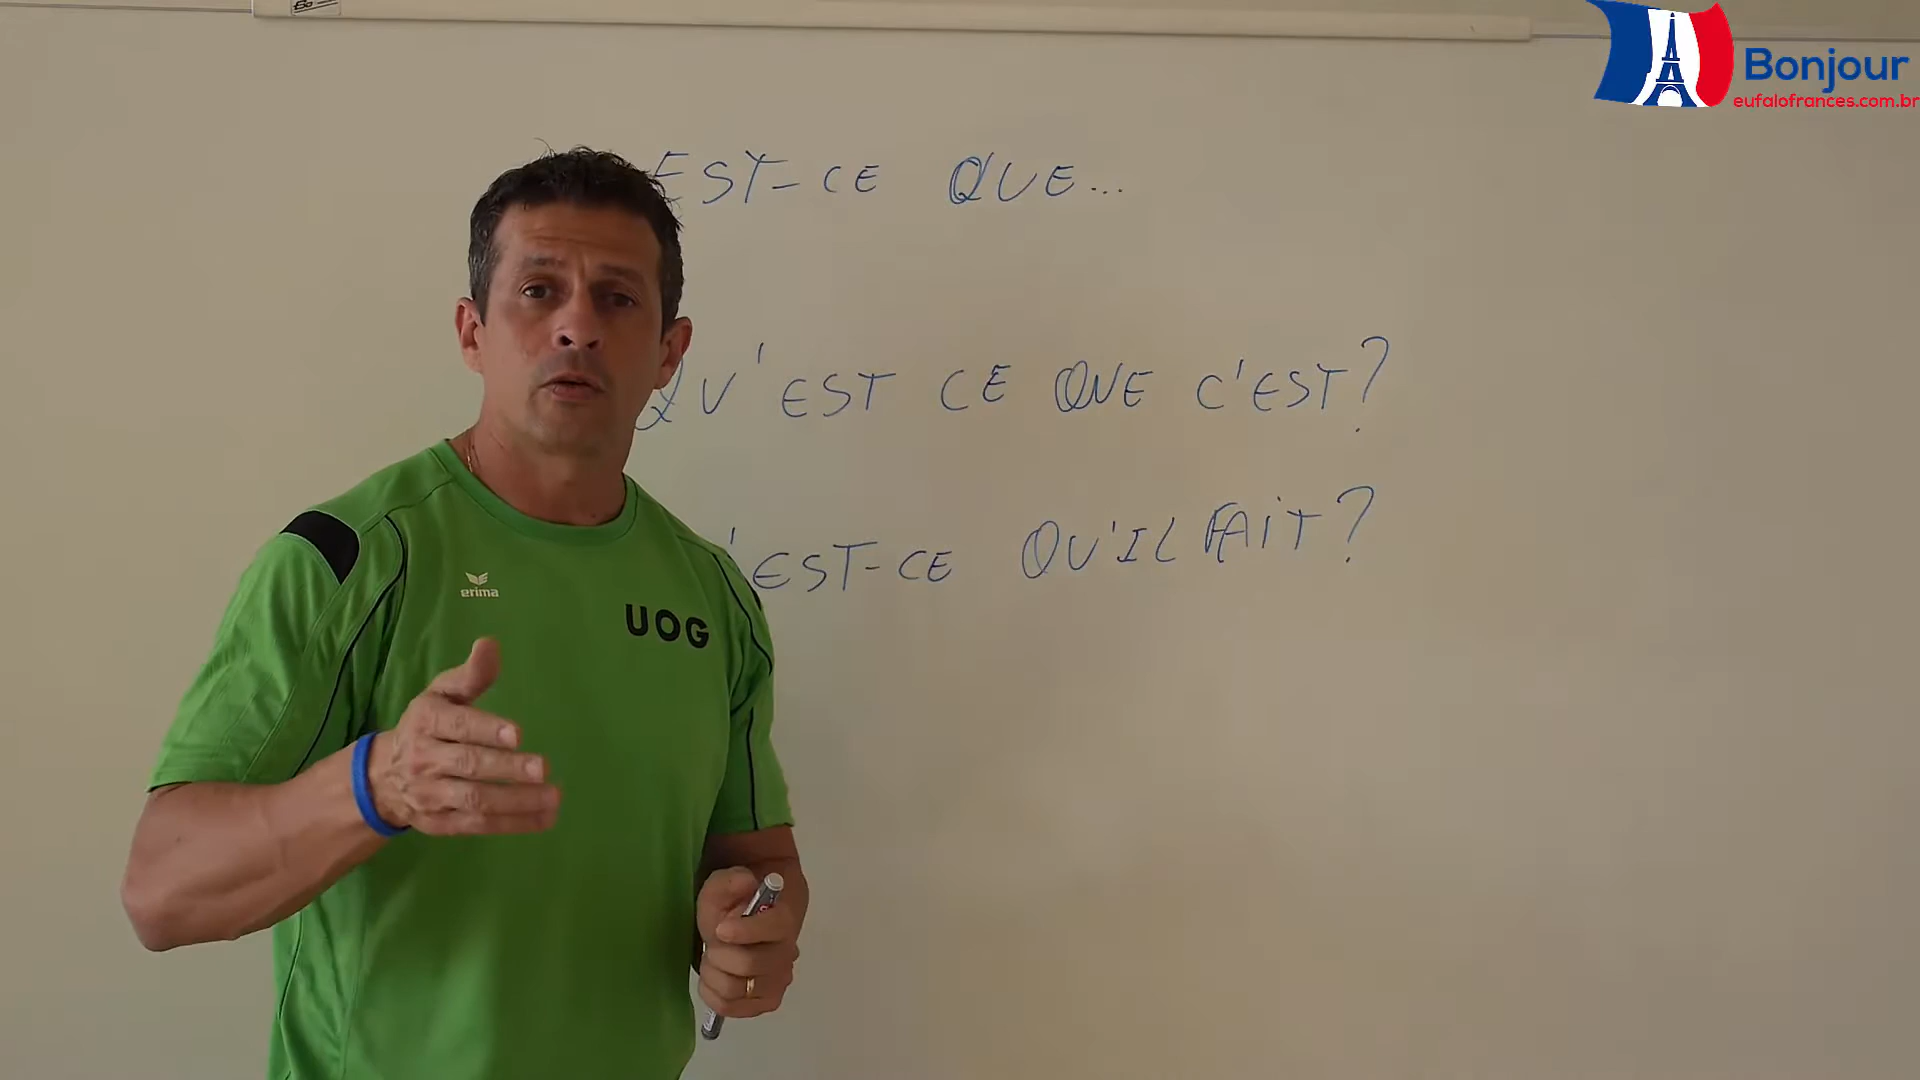 Bonjour
eufalofrances.com.br
EST-CE QUE...
QU'EST CE QUE C'EST?
'EST-CE QU'IL FAIT?
erima
UOG